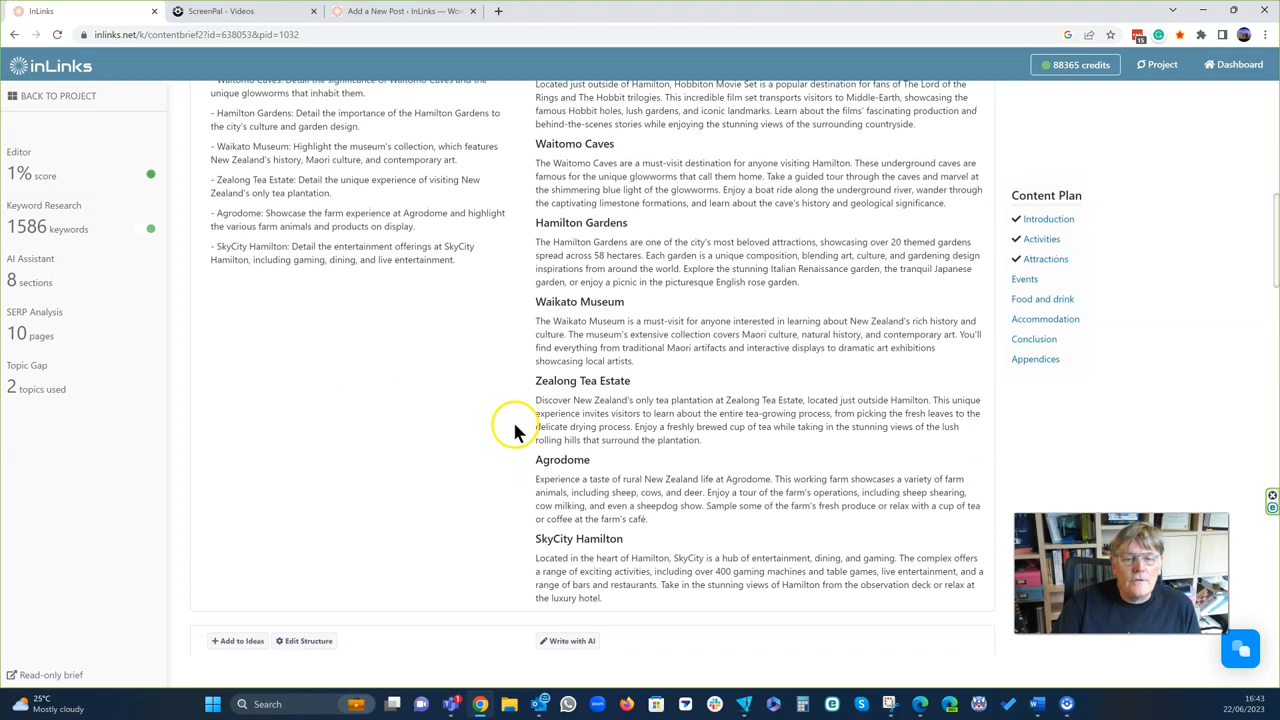 InLinks
ScreenPal - Videos
Add a New Post ‹ InLinks — Wor
inlinks.net/k/contentbrief2?id=638053&pid=1032
15
inLinks
88365 credits
Project
Dashboard
BACK TO PROJECT
Editor
1% score
Keyword Research
1586 keywords
AI Assistant
8 sections
SERP Analysis
10 pages
Topic Gap
2 topics used
Read-only brief
- Waitomo Caves: Detail the significance of Waitomo Caves and the
unique glowworms that inhabit them.
- Hamilton Gardens: Detail the importance of the Hamilton Gardens to
the city's culture and garden design.
- Waikato Museum: Highlight the museum's collection, which features
New Zealand's history, Maori culture, and contemporary art.
- Zealong Tea Estate: Detail the unique experience of visiting New
Zealand's only tea plantation.
- Agrodome: Showcase the farm experience at Agrodome and highlight
the various farm animals and products on display.
- SkyCity Hamilton: Detail the entertainment offerings at SkyCity
Hamilton, including gaming, dining, and live entertainment.
Located just outside of Hamilton, Hobbiton Movie Set is a popular destination for fans of The Lord of the
Rings and The Hobbit trilogies. This incredible film set transports visitors to Middle-Earth, showcasing the
famous Hobbit holes, lush gardens, and iconic landmarks. Learn about the films' fascinating production and
behind-the-scenes stories while enjoying the stunning views of the surrounding countryside.
Waitomo Caves
The Waitomo Caves are a must-visit destination for anyone visiting Hamilton. These underground caves are
famous for the unique glowworms that call them home. Take a guided tour through the caves and marvel at
the shimmering blue light of the glowworms. Enjoy a boat ride along the underground river, wander through
the captivating limestone formations, and learn about the cave's history and geological significance.
Hamilton Gardens
The Hamilton Gardens are one of the city's most beloved attractions, showcasing over 20 themed gardens
spread across 58 hectares. Each garden is a unique composition, blending art, culture, and gardening design
inspirations from around the world. Explore the stunning Italian Renaissance garden, the tranquil Japanese
garden, or enjoy a picnic in the picturesque English rose garden.
Waikato Museum
The Waikato Museum is a must-visit for anyone interested in learning about New Zealand's rich history and
culture. The museum's extensive collection covers Maori culture, natural history, and contemporary art. You'll
find everything from traditional Maori artifacts and interactive displays to dramatic art exhibitions
showcasing local artists.
Zealong Tea Estate
Discover New Zealand's only tea plantation at Zealong Tea Estate, located just outside Hamilton. This unique
experience invites visitors to learn about the entire tea-growing process, from picking the fresh leaves to the
delicate drying process. Enjoy a freshly brewed cup of tea while taking in the stunning views of the lush
rolling hills that surround the plantation.
Agrodome
Experience a taste of rural New Zealand life at Agrodome. This working farm showcases a variety of farm
animals, including sheep, cows, and deer. Enjoy a tour of the farm's operations, including sheep shearing,
cow milking, and even a sheepdog show. Sample some of the farm's fresh produce or relax with a cup of tea
or coffee at the farm's café.
SkyCity Hamilton
Located in the heart of Hamilton, SkyCity is a hub of entertainment, dining, and gaming. The complex offers
a range of exciting activities, including over 400 gaming machines and table games, live entertainment, and
a range of bars and restaurants. Take in the stunning views of Hamilton from the observation deck or relax at
the luxury hotel.
Add to Ideas
Edit Structure
Write with AI
Content Plan
Introduction
Activities
Attractions
Events
Food and drink
Accommodation
Conclusion
Appendices
25°C
Mostly cloudy
Search
16:43
22/06/2023